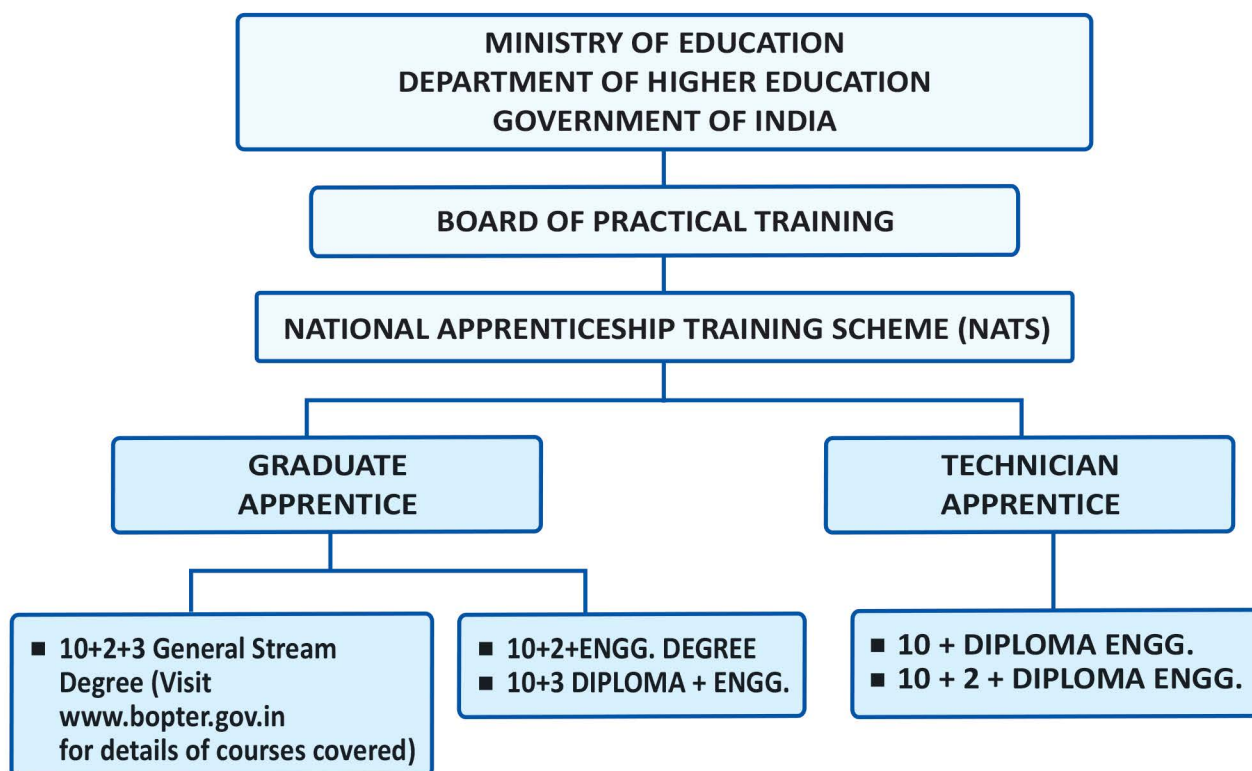 MINISTRY OF EDUCATION
DEPARTMENT OF HIGHER EDUCATION
GOVERNMENT OF INDIA
BOARD OF PRACTICAL TRAINING
NATIONAL APPRENTICESHIP TRAINING SCHEME (NATS)
GRADUATE
APPRENTICE
TECHNICIAN
APPRENTICE
■ 10+2+3 General Stream
Degree (Visit
www.bopter.gov.in
for details of courses covered)
■ 10+2+ENGG. DEGREE
■ 10+3 DIPLOMA + ENGG.
■ 10 + DIPLOMA ENGG.
■ 10 + 2 + DIPLOMA ENGG.